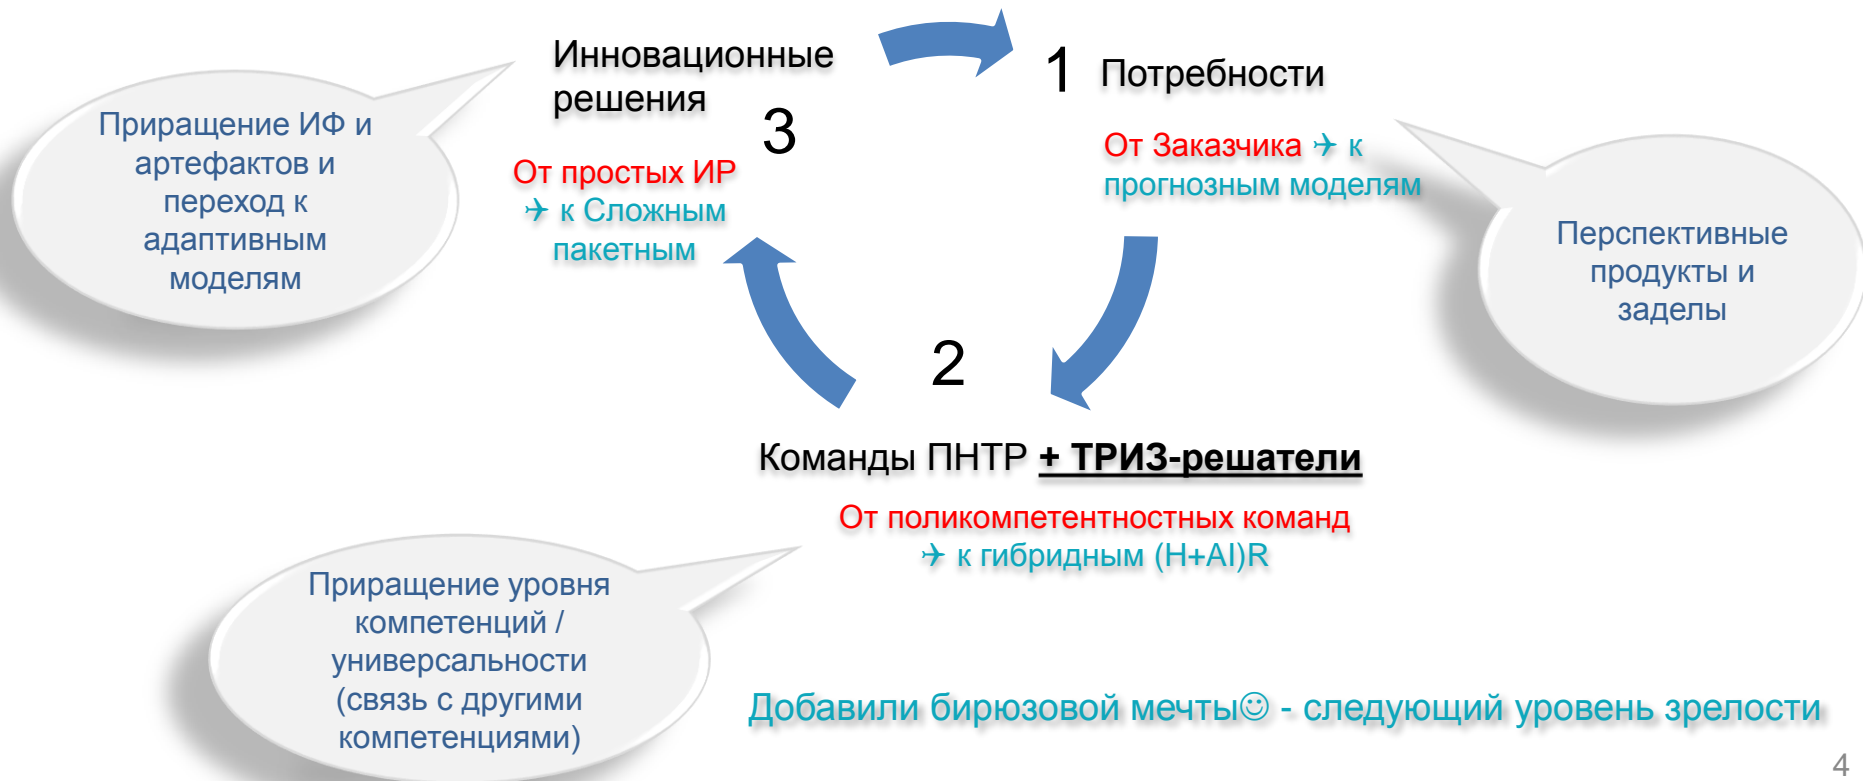 Инновационные
решения
3
От простых ИР
✈ к Сложным
пакетным
Приращение ИФ и
артефактов и
переход к
адаптивным
моделям
1 Потребности
От Заказчика ✈ к
прогнозным моделям
Перспективные
продукты и
заделы
2
Команды ПНТР + ТРИЗ-решатели
От поликомпетентностных команд
✈ к гибридным (H+AI)R
Приращение уровня
компетенций /
универсальности
(связь с другими
компетенциями)
Добавили бирюзовой мечты☺ - следующий уровень зрелости
4